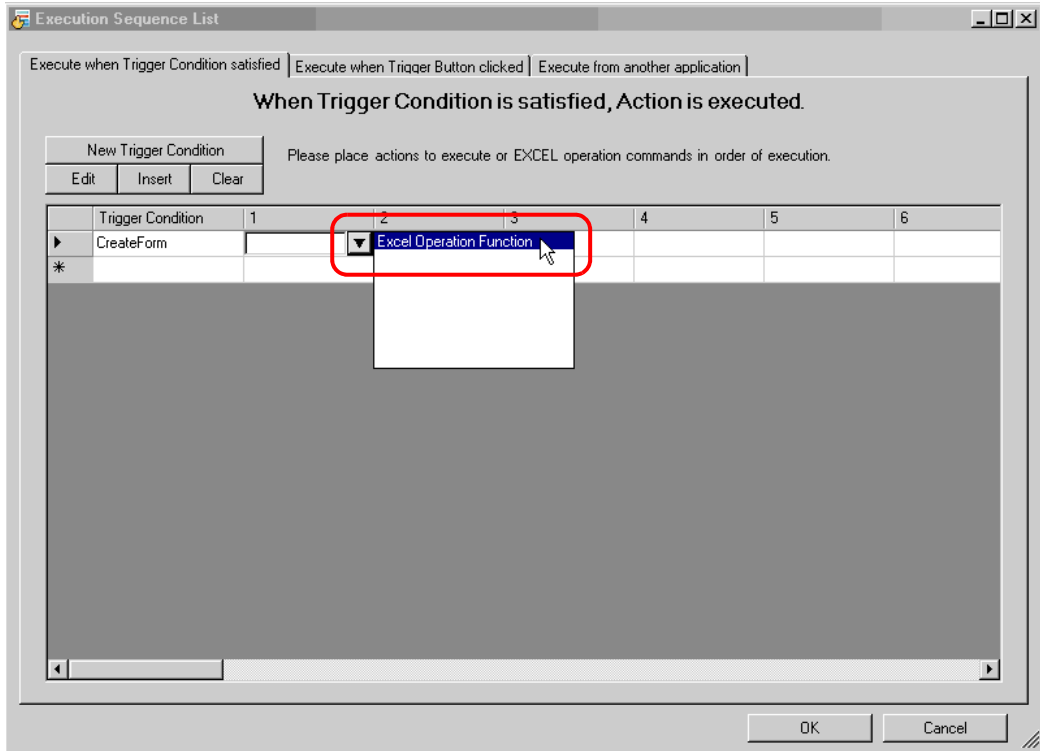 Execution Sequence List
Execute when Trigger Condition satisfied Execute when Trigger Button clicked Execute from another application
When Trigger Condition is satisfied, Action is executed.
New Trigger Condition
Please place actions to execute or EXCEL operation commands in order of execution.
Edit Insert Clear
Trigger Condition 1 2 3 4 5 6
CreateForm Excel Operation Function
OK Cancel